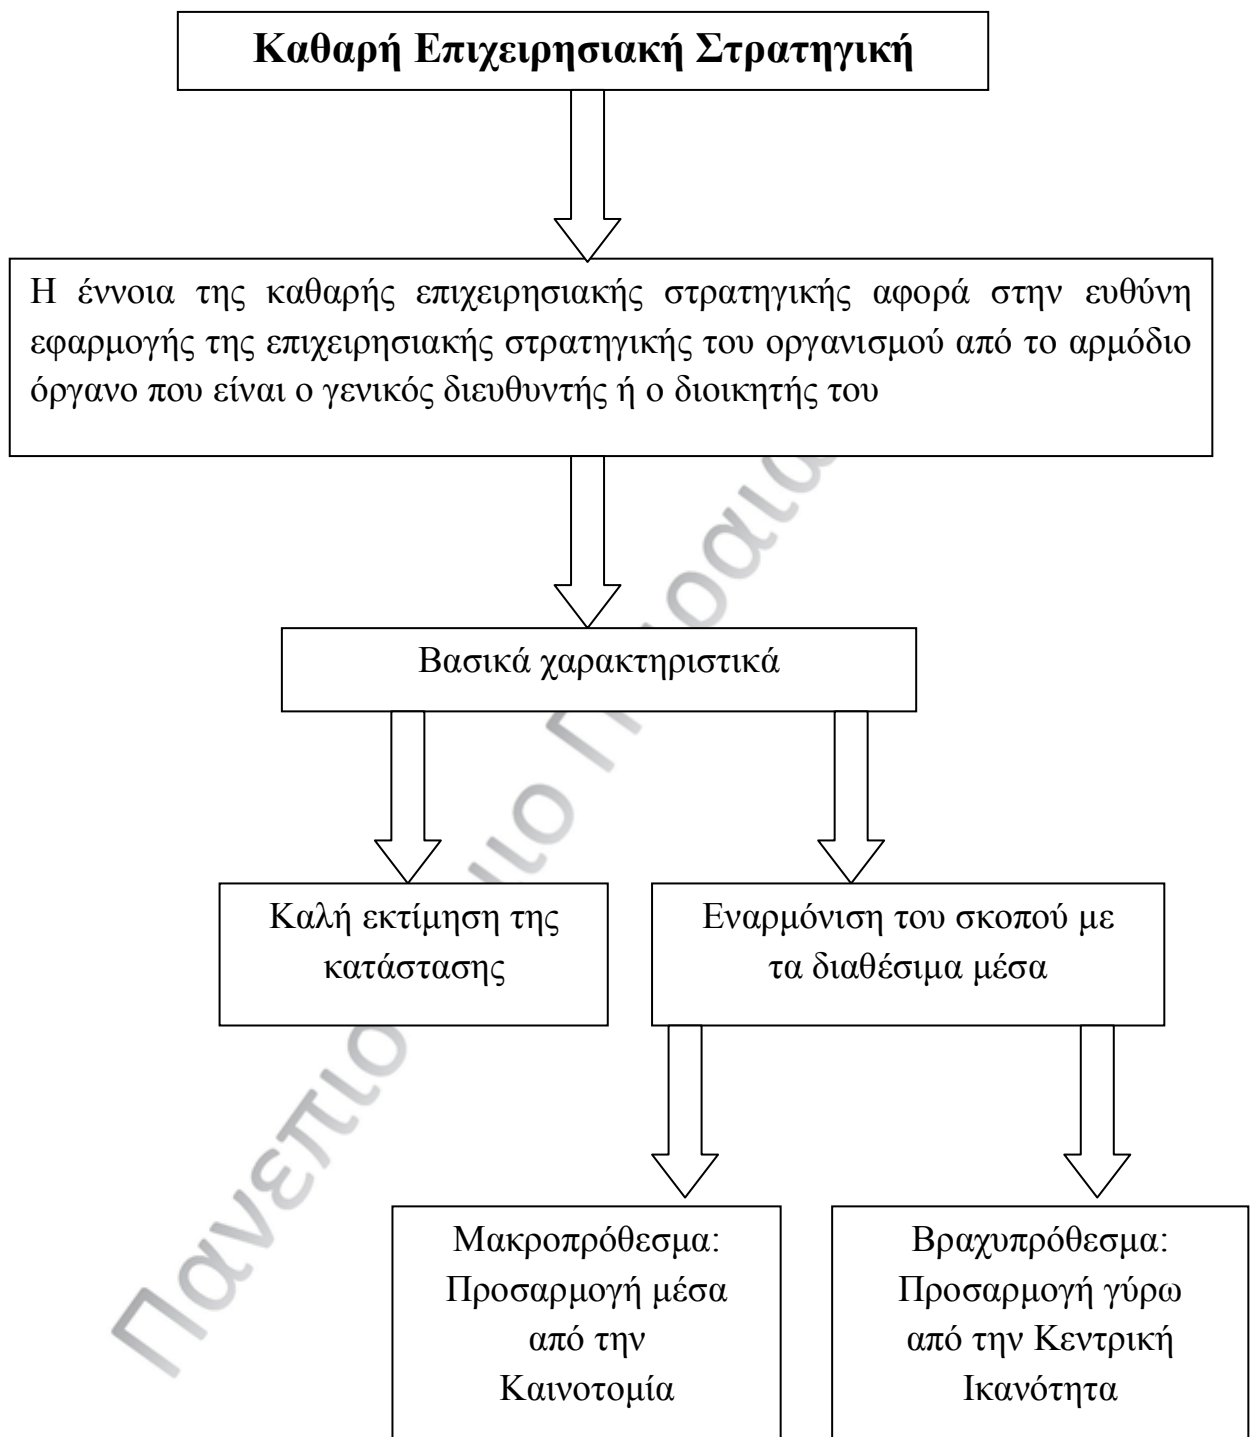 Καθαρή Επιχειρησιακή Στρατηγική
Η έννοια της καθαρής επιχειρησιακής στρατηγικής αφορά στην ευθύνη
εφαρμογής της επιχειρησιακής στρατηγικής του οργανισμού από το αρμόδιο
όργανο που είναι ο γενικός διευθυντής ή ο διοικητής του
Βασικά χαρακτηριστικά
Καλή εκτίμηση της
κατάστασης
Εναρμόνιση του σκοπού με
τα διαθέσιμα μέσα
Μακροπρόθεσμα:
Προσαρμογή μέσα
από την
Καινοτομία
Βραχυπρόθεσμα:
Προσαρμογή γύρω
από την Κεντρική
Ικανότητα